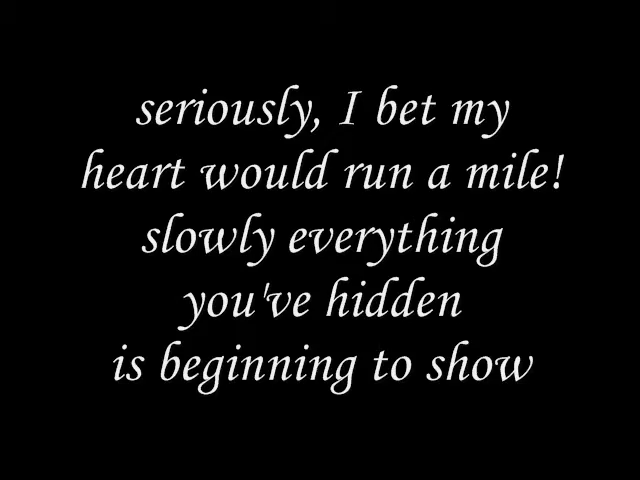 seriously, I bet my
heart would run a mile!
slowly everything
you've hidden
is beginning to show